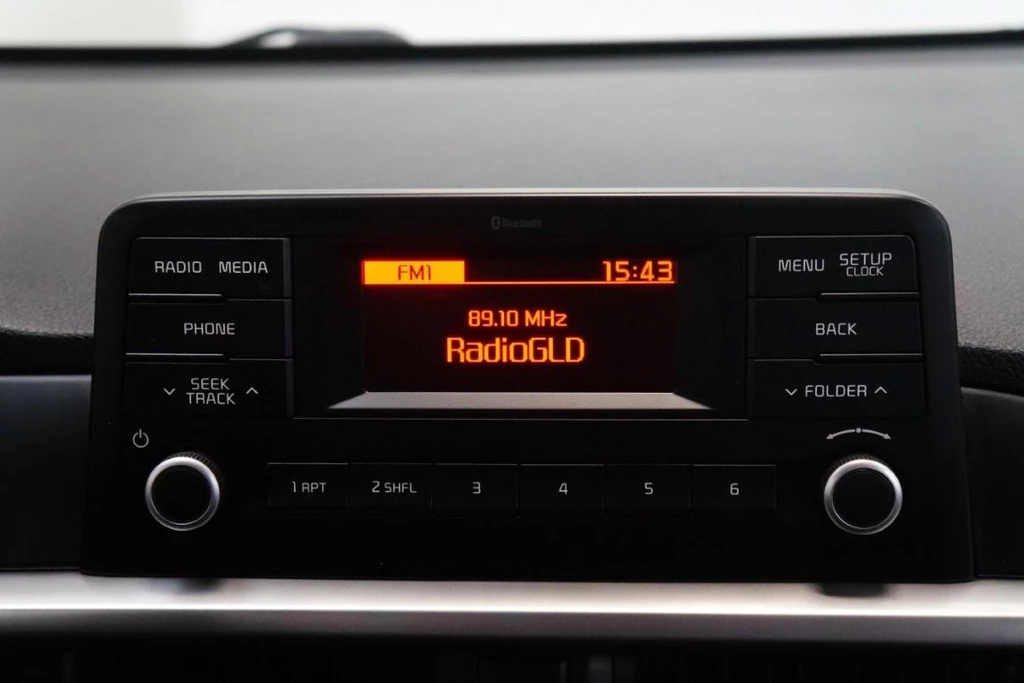 Bluetooth
RADIO MEDIA
FM1 15:43
MENU SETUP
CLOCK
PHONE
89.10 MHz
RadioGLD
BACK
SEEK
TRACK
FOLDER
1 RPT 2 SHFL 3 4 5 6